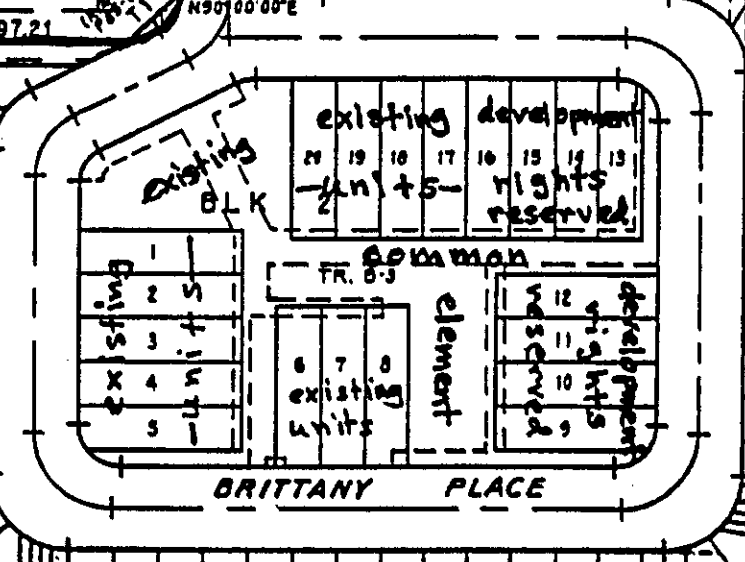 N90°00'00"E
97.21
existing development
20 19 18 17 16 15 14 13
-units- rights
reserved
existing
BLK 2
common
TR. B-3
element
1
2
3
4
5
existing
-units-
6 7 8
existing
units
12
11
10
9
development
rights
reserved
BRITTANY PLACE